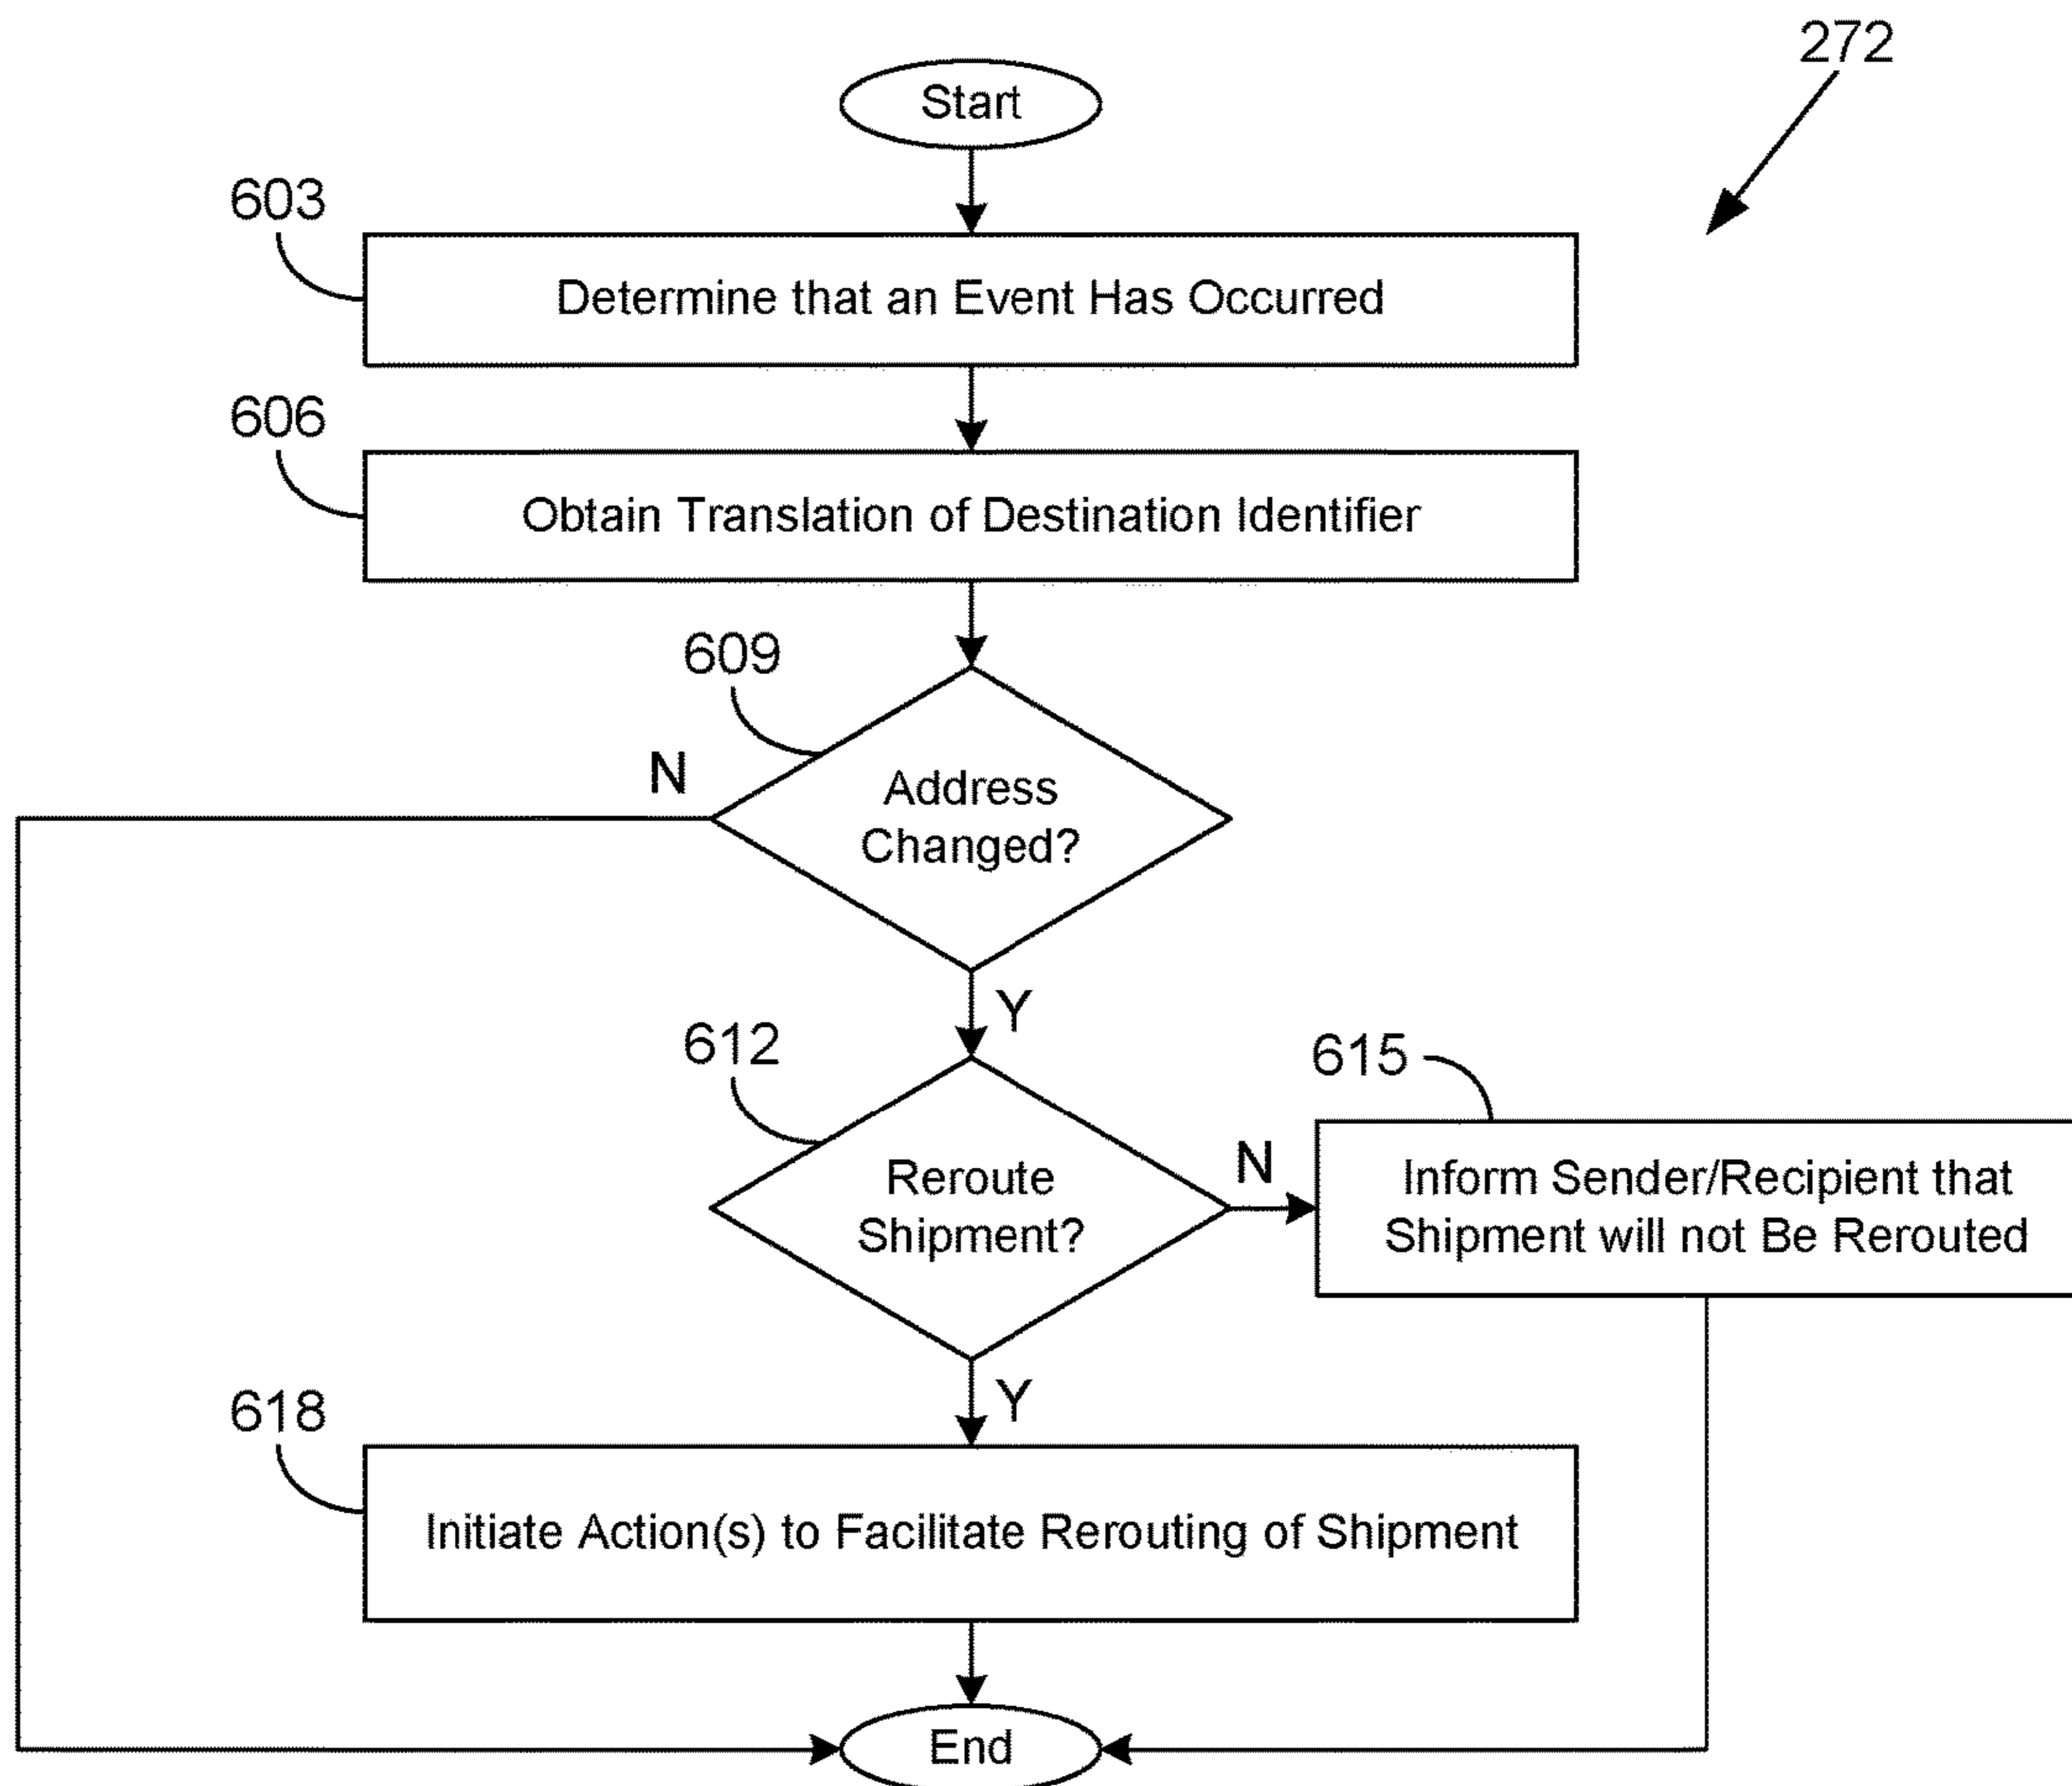 272
Start
603
Determine that an Event Has Occurred
606
Obtain Translation of Destination Identifier
609
N
Address
Changed?
Y
612
615
N
Reroute
Shipment?
Inform Sender/Recipient that
Shipment will not Be Rerouted
Y
618
Initiate Action(s) to Facilitate Rerouting of Shipment
End